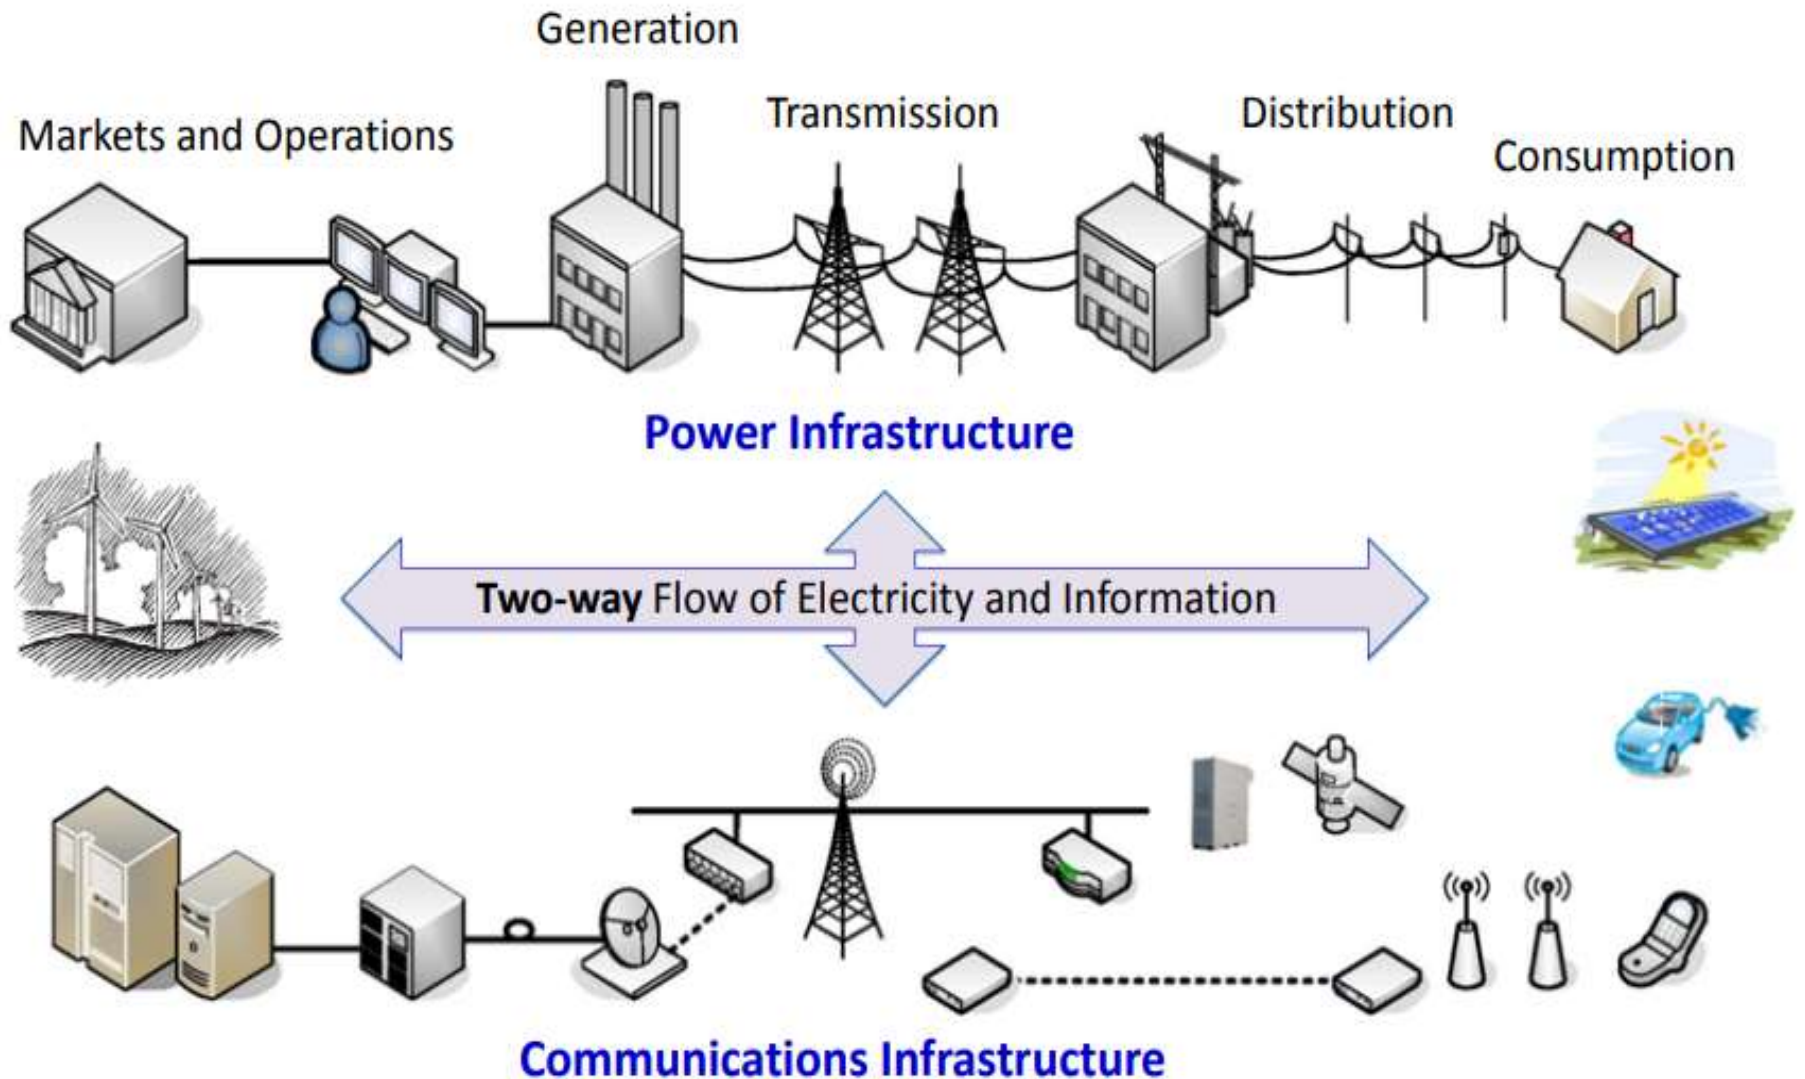 Generation
Markets and Operations
Transmission
Distribution
Consumption
Power Infrastructure
Two-way Flow of Electricity and Information
Communications Infrastructure